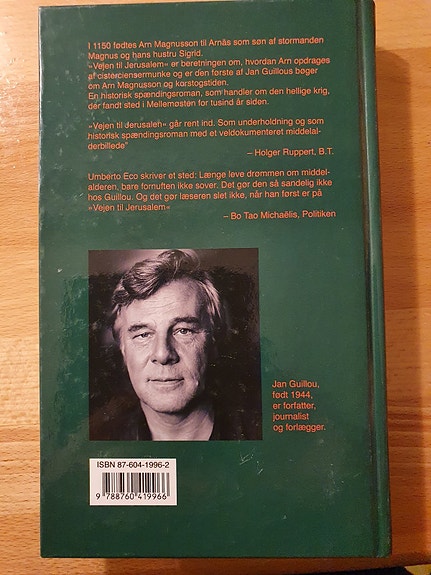 I 1150 fødtes Arn Magnusson til Arnäs som søn af stormanden
Magnus og hans hustru Sigrid.
»Vejen til Jerusalem« er beretningen om, hvordan Arn opdrages
af cisterciensermunke og er den første af Jan Guillous bøger
om Arn Magnusson og korstogstiden.
En historisk spændingsroman, som handler om den hellige krig,
der fandt sted i Mellemøsten for tusind år siden.
»Vejen til Jerusaleh« går rent ind. Som underholdning og som
historisk spændingsroman med et veldokumenteret middelal-
derbillede"
– Holger Ruppert, B.T.
Umberto Eco skriver et sted: Længe leve drømmen om middel-
alderen, bare fornuften ikke sover. Det gør den så sandelig ikke
hos Guillou. Og det gør læseren slet ikke, når han først er på
»Vejen til Jerusalem«
– Bo Tao Michaëlis, Politiken
Jan Guillou,
født 1944,
er forfatter,
journalist
og forlægger.
ISBN 87-604-1996-2
9 788760 419966